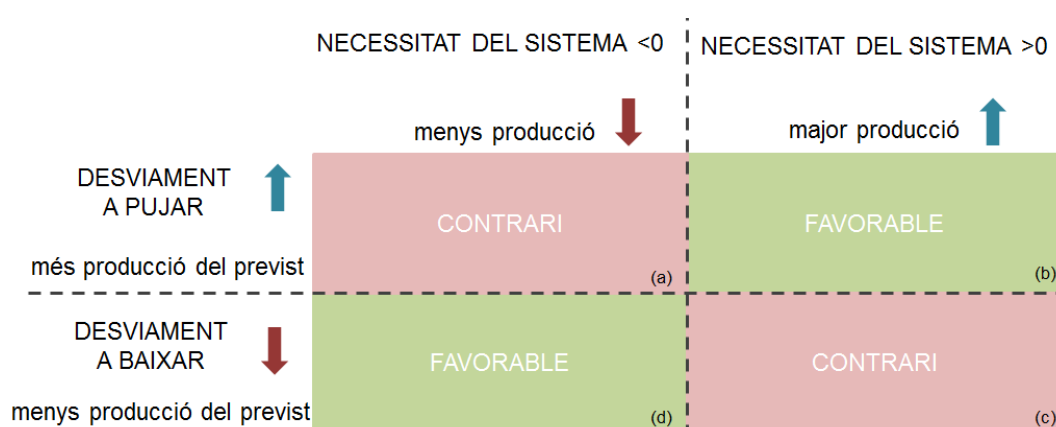 NECESSITAT DEL SISTEMA <0
NECESSITAT DEL SISTEMA >0
menys producció
major producció
DESVIAMENT
A PUJAR
més producció del previst
CONTRARI
(a)
FAVORABLE
(b)
DESVIAMENT
A BAIXAR
menys producció del previst
FAVORABLE
(d)
CONTRARI
(c)